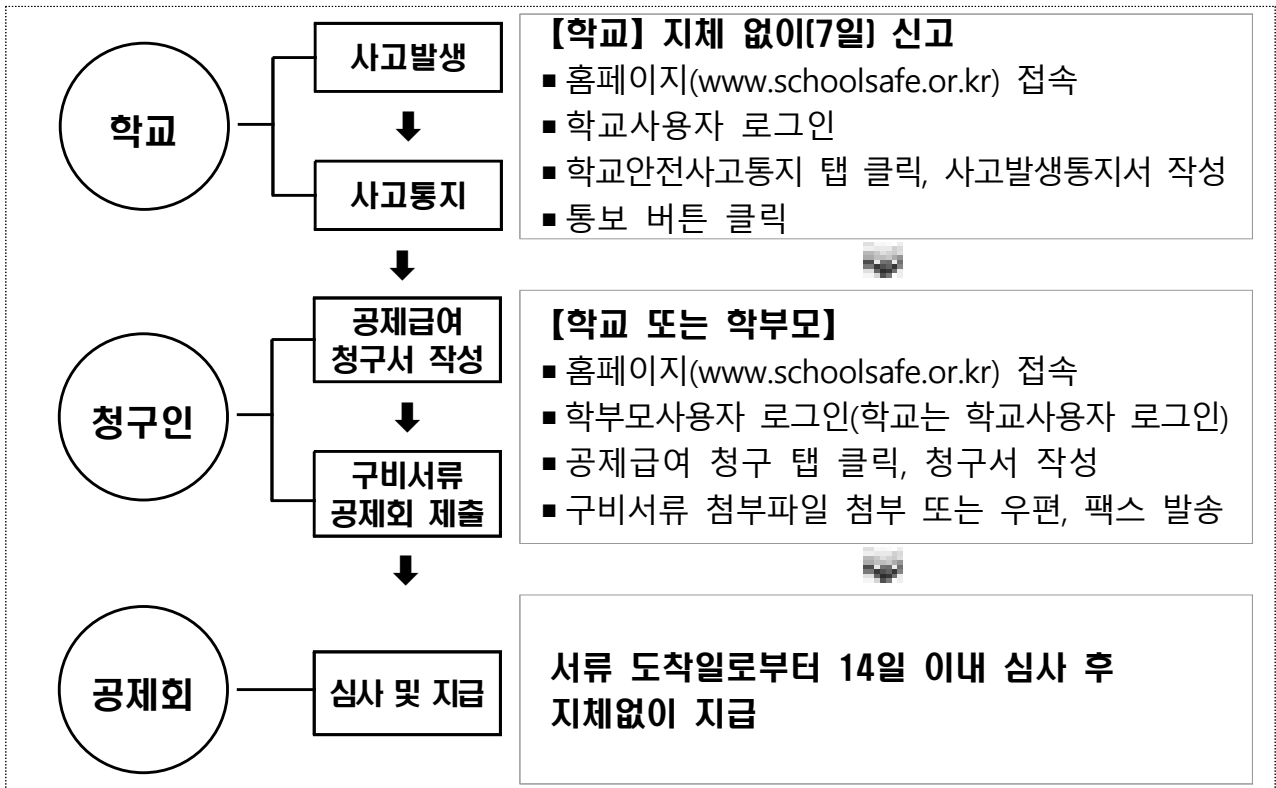 학교
사고발생
사고통지
【학교】 지체 없이(7일) 신고
▪ 홈페이지(www.schoolsafe.or.kr) 접속
▪ 학교사용자 로그인
▪ 학교안전사고통지 탭 클릭, 사고발생통지서 작성
▪ 통보 버튼 클릭
청구인
공제급여
청구서 작성
구비서류
공제회 제출
【학교 또는 학부모】
▪ 홈페이지(www.schoolsafe.or.kr) 접속
▪ 학부모사용자 로그인(학교는 학교사용자 로그인)
▪ 공제급여 청구 탭 클릭, 청구서 작성
▪ 구비서류 첨부파일 첨부 또는 우편, 팩스 발송
공제회
심사 및 지급
서류 도착일로부터 14일 이내 심사 후
지체없이 지급